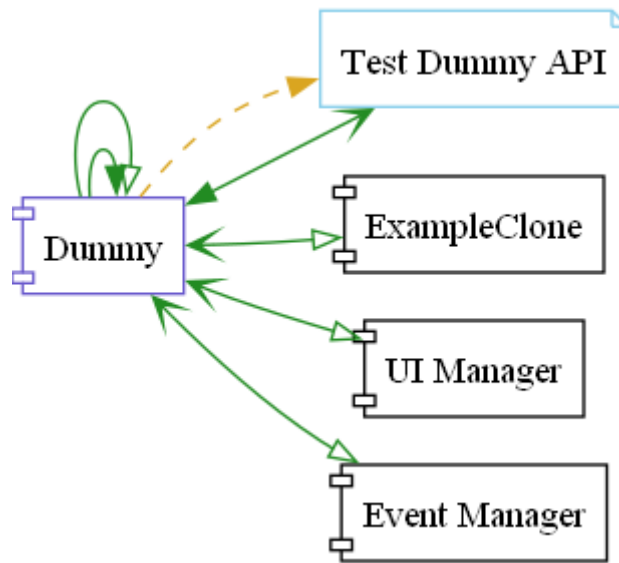 Test Dummy API
ExampleClone
Dummy
UI Manager
Event Manager